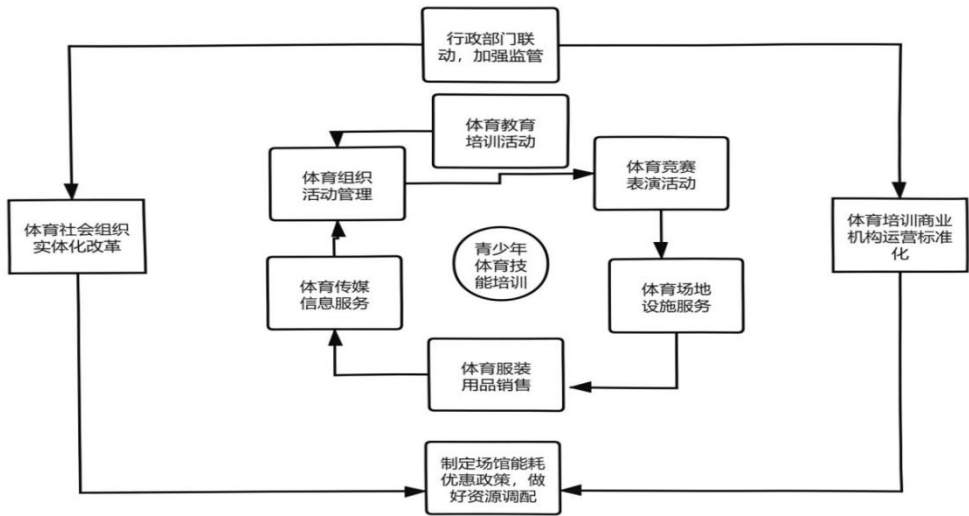 行政部门联
动，加强监管
体育教育
培训活动
体育组织
活动管理
体育竞赛
表演活动
体育社会组织
实体化改革
体育培训商业
机构运营标准
化
青少年
体育技
能培训
体育传媒
信息服务
体育场地
设施服务
体育服装
用品销售
制定场馆能耗
优惠政策，做
好资源调配